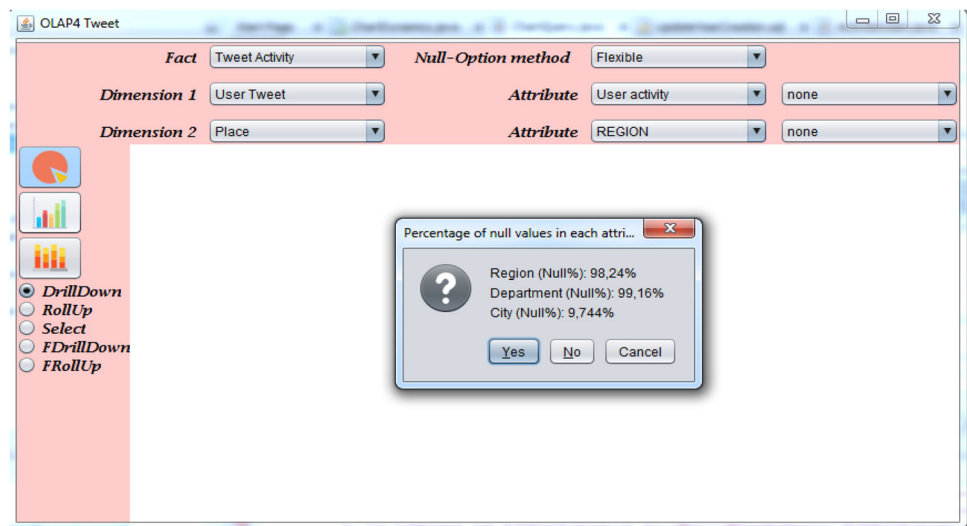 OLAP4 Tweet
Fact Tweet Activity Null-Option method Flexible
Dimension 1 User Tweet Attribute User activity none
Dimension 2 Place Attribute REGION none
Percentage of null values in each attri...
Region (Null%): 98,24%
Department (Null%): 99,16%
City (Null%): 9,744%
Yes No Cancel
DrillDown
RollUp
Select
FDrillDown
FRollUp